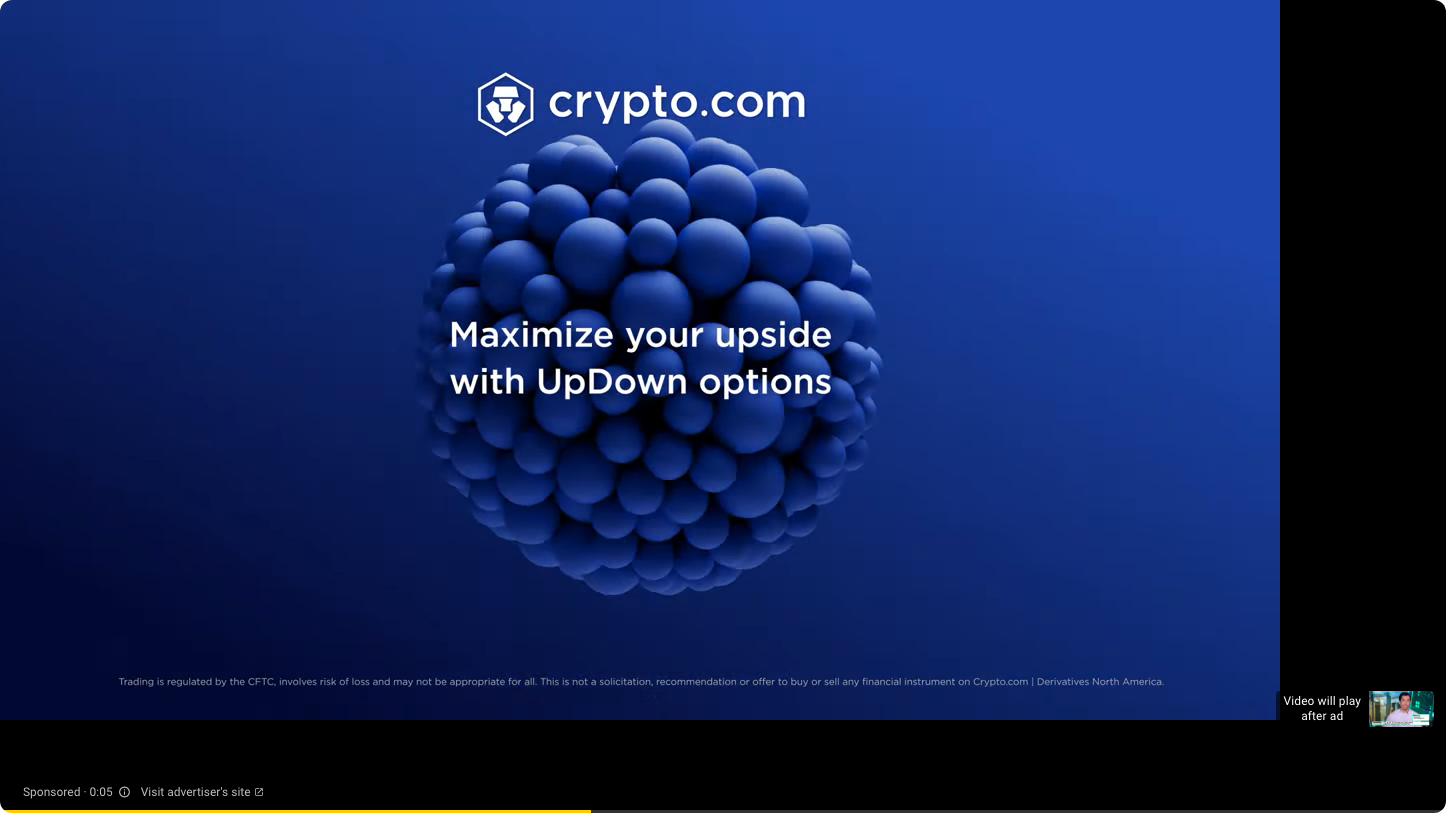 crypto.com
Maximize your upside
with UpDown options
Trading is regulated by the CFTC, involves risk of loss and may not be appropriate for all. This is not a solicitation, recommendation or offer to buy or sell any financial instrument on Crypto.com | Derivatives North America.
Video will play
after ad
Sponsored · 0:05 Visit advertiser's site